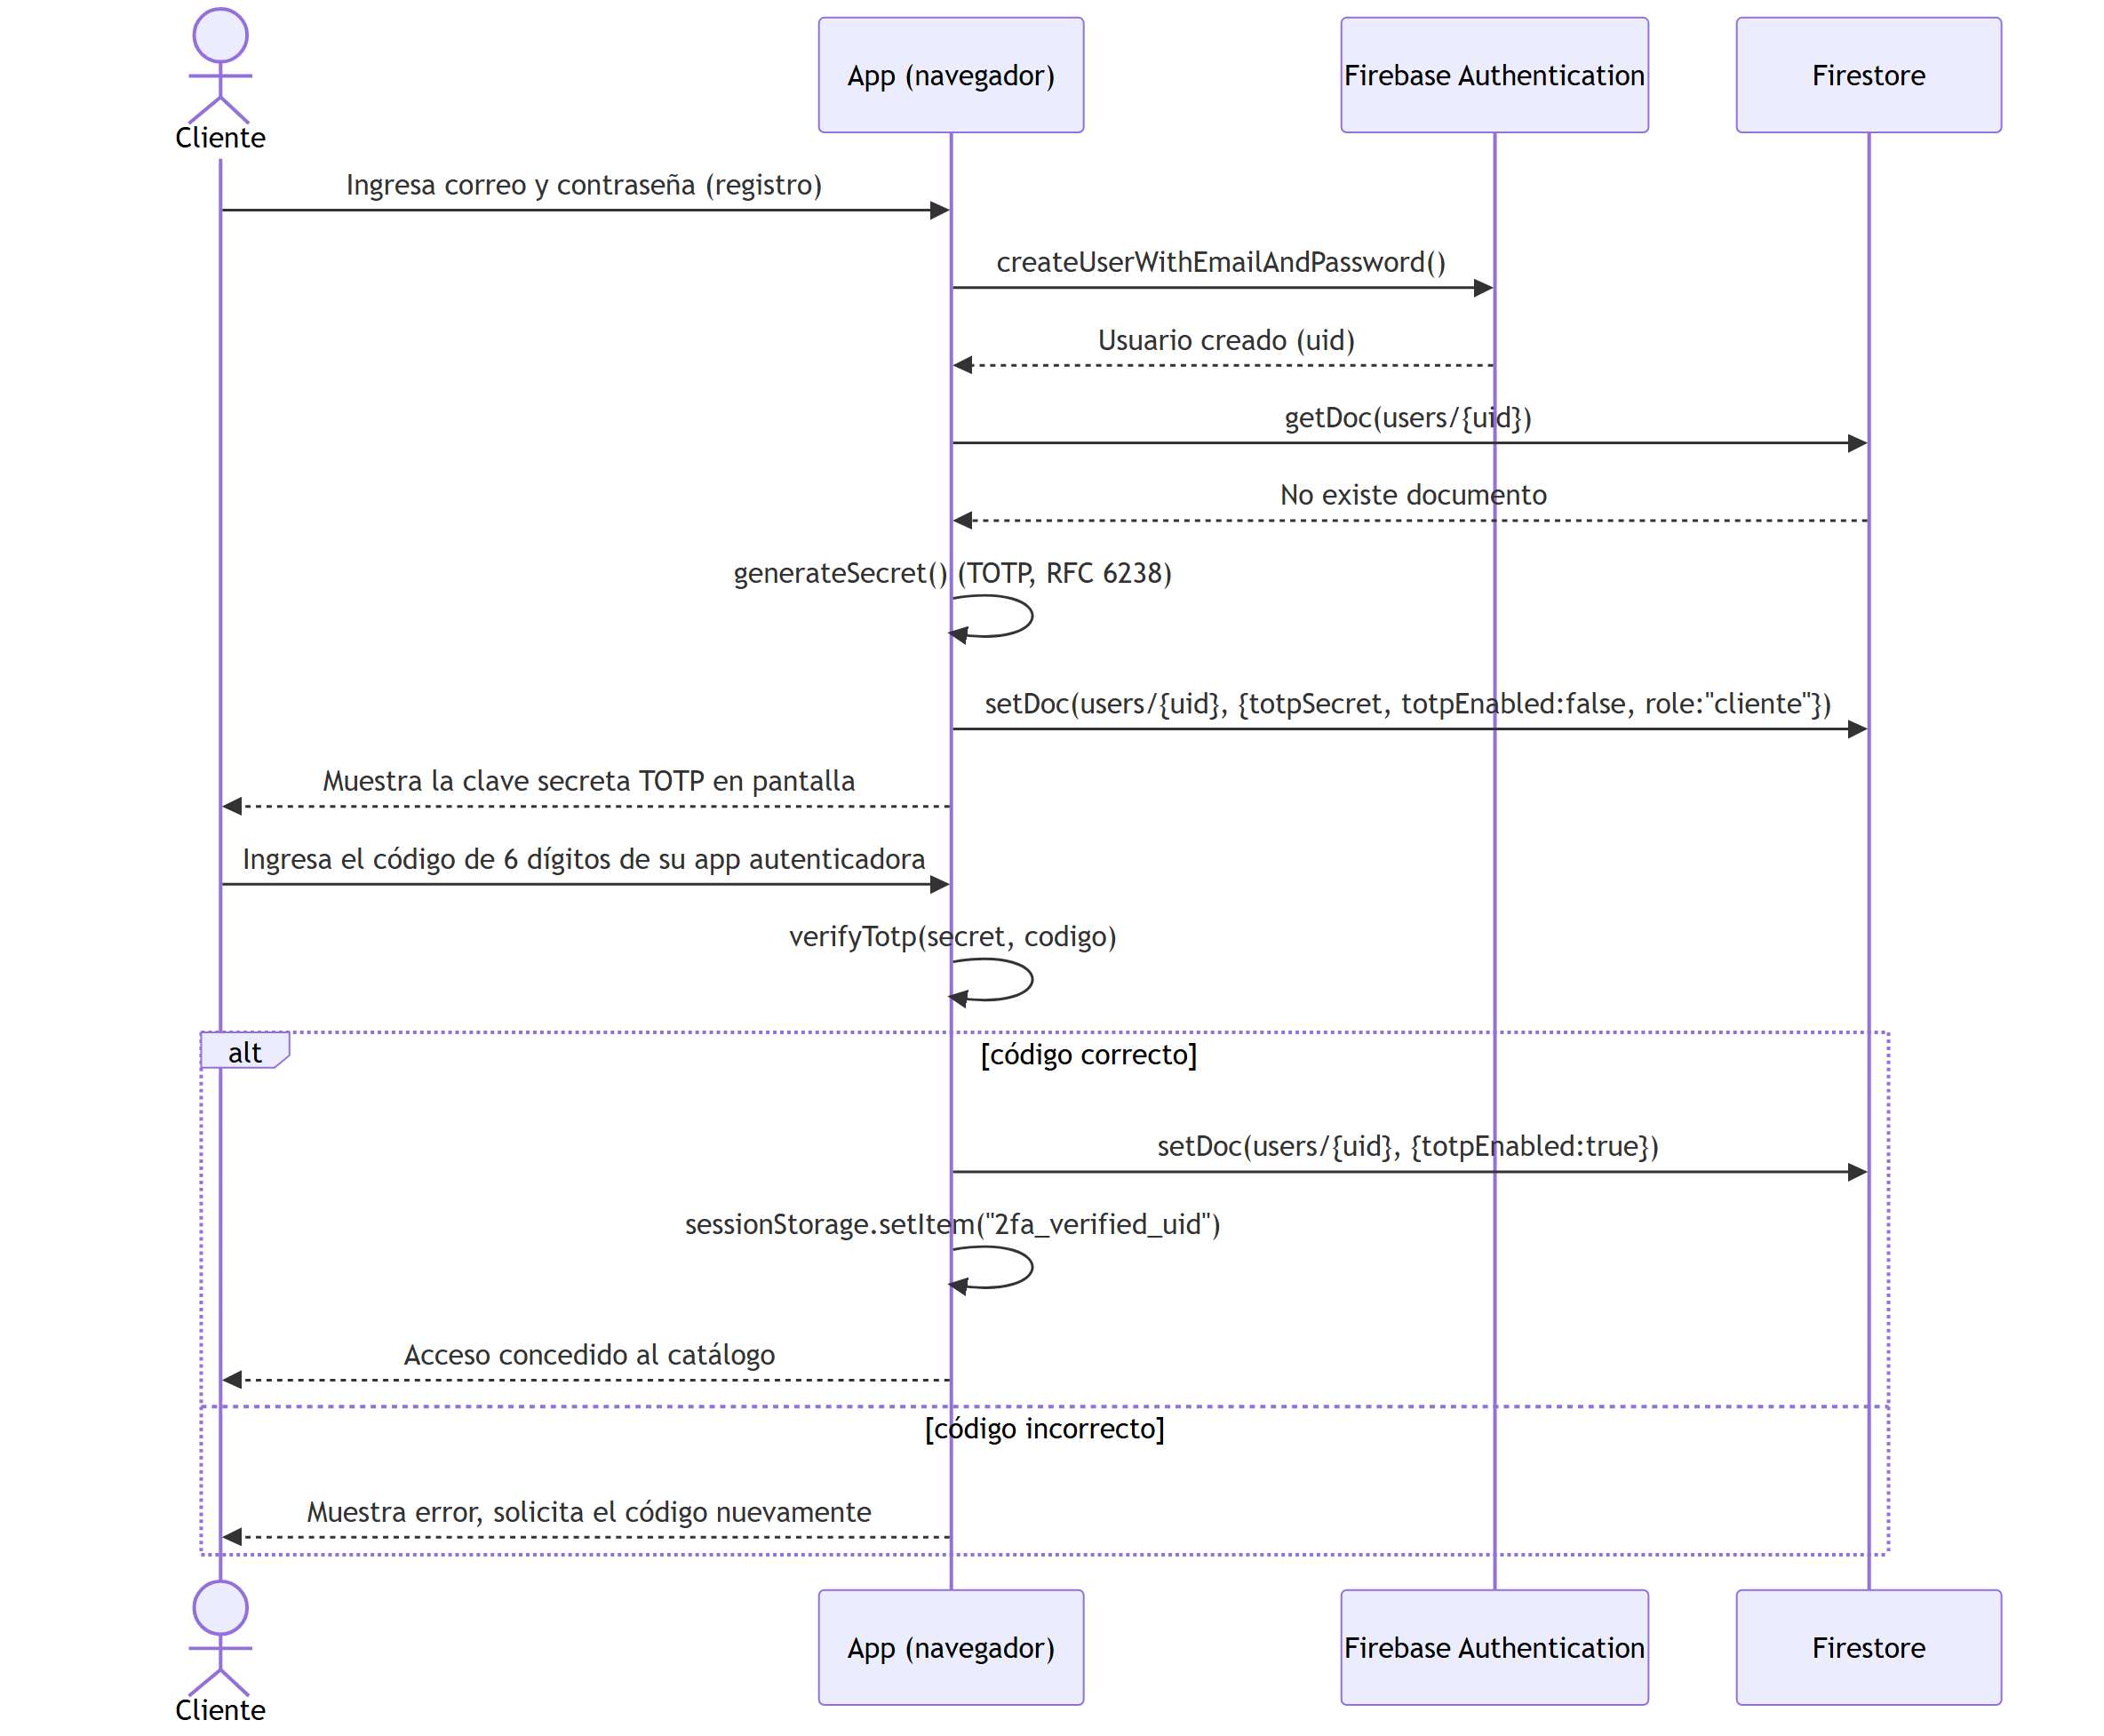 Cliente
App (navegador)
Firebase Authentication
Firestore
Ingresa correo y contraseña (registro)
createUserWithEmailAndPassword()
Usuario creado (uid)
getDoc(users/{uid})
No existe documento
generateSecret() (TOTP, RFC 6238)
setDoc(users/{uid}, {totpSecret, totpEnabled:false, role:"cliente"})
Muestra la clave secreta TOTP en pantalla
Ingresa el código de 6 dígitos de su app autenticadora
verifyTotp(secret, codigo)
alt
[código correcto]
setDoc(users/{uid}, {totpEnabled:true})
sessionStorage.setItem("2fa_verified_uid")
Acceso concedido al catálogo
[código incorrecto]
Muestra error, solicita el código nuevamente
Cliente
App (navegador)
Firebase Authentication
Firestore